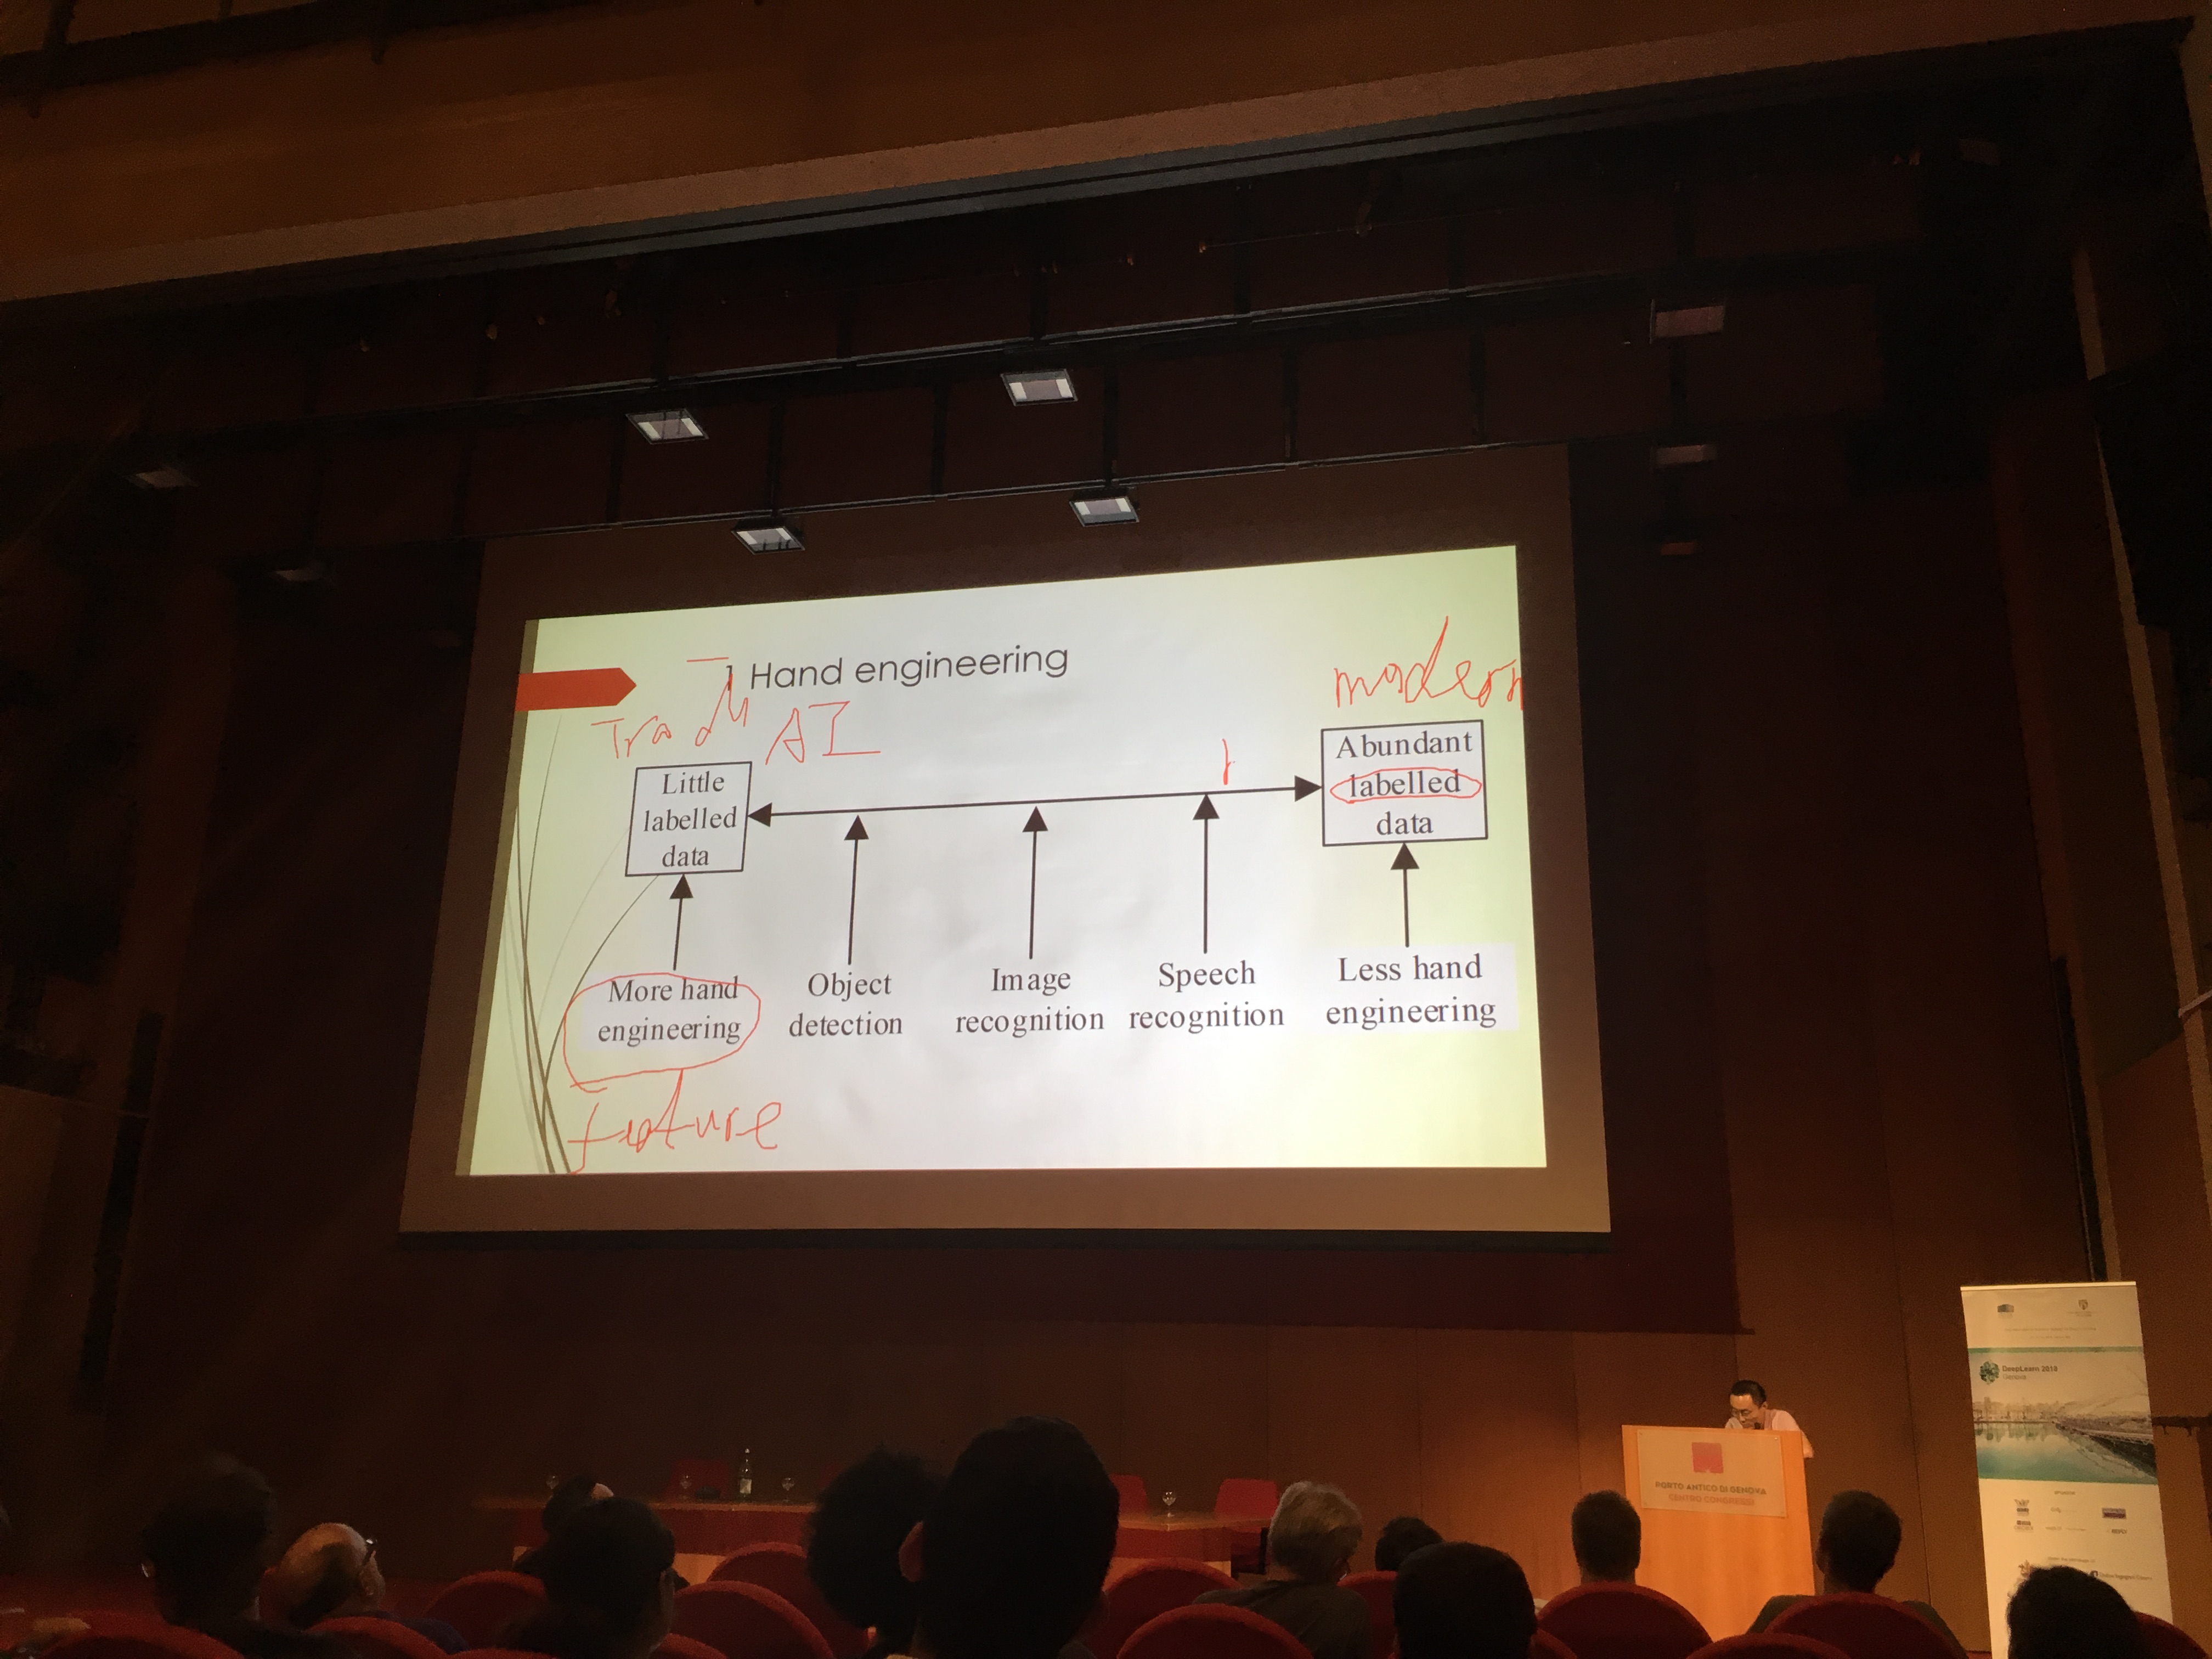 Hand engineering
modern
Trad AI
Little
labelled
data
Abundant
labelled
data
More hand
engineering
Object
detection
Image
recognition
Speech
recognition
Less hand
engineering
feature
DeepLearn 2018
Genova
PORTO ANTICO DI GENOVA
CENTRO CONGRESSI